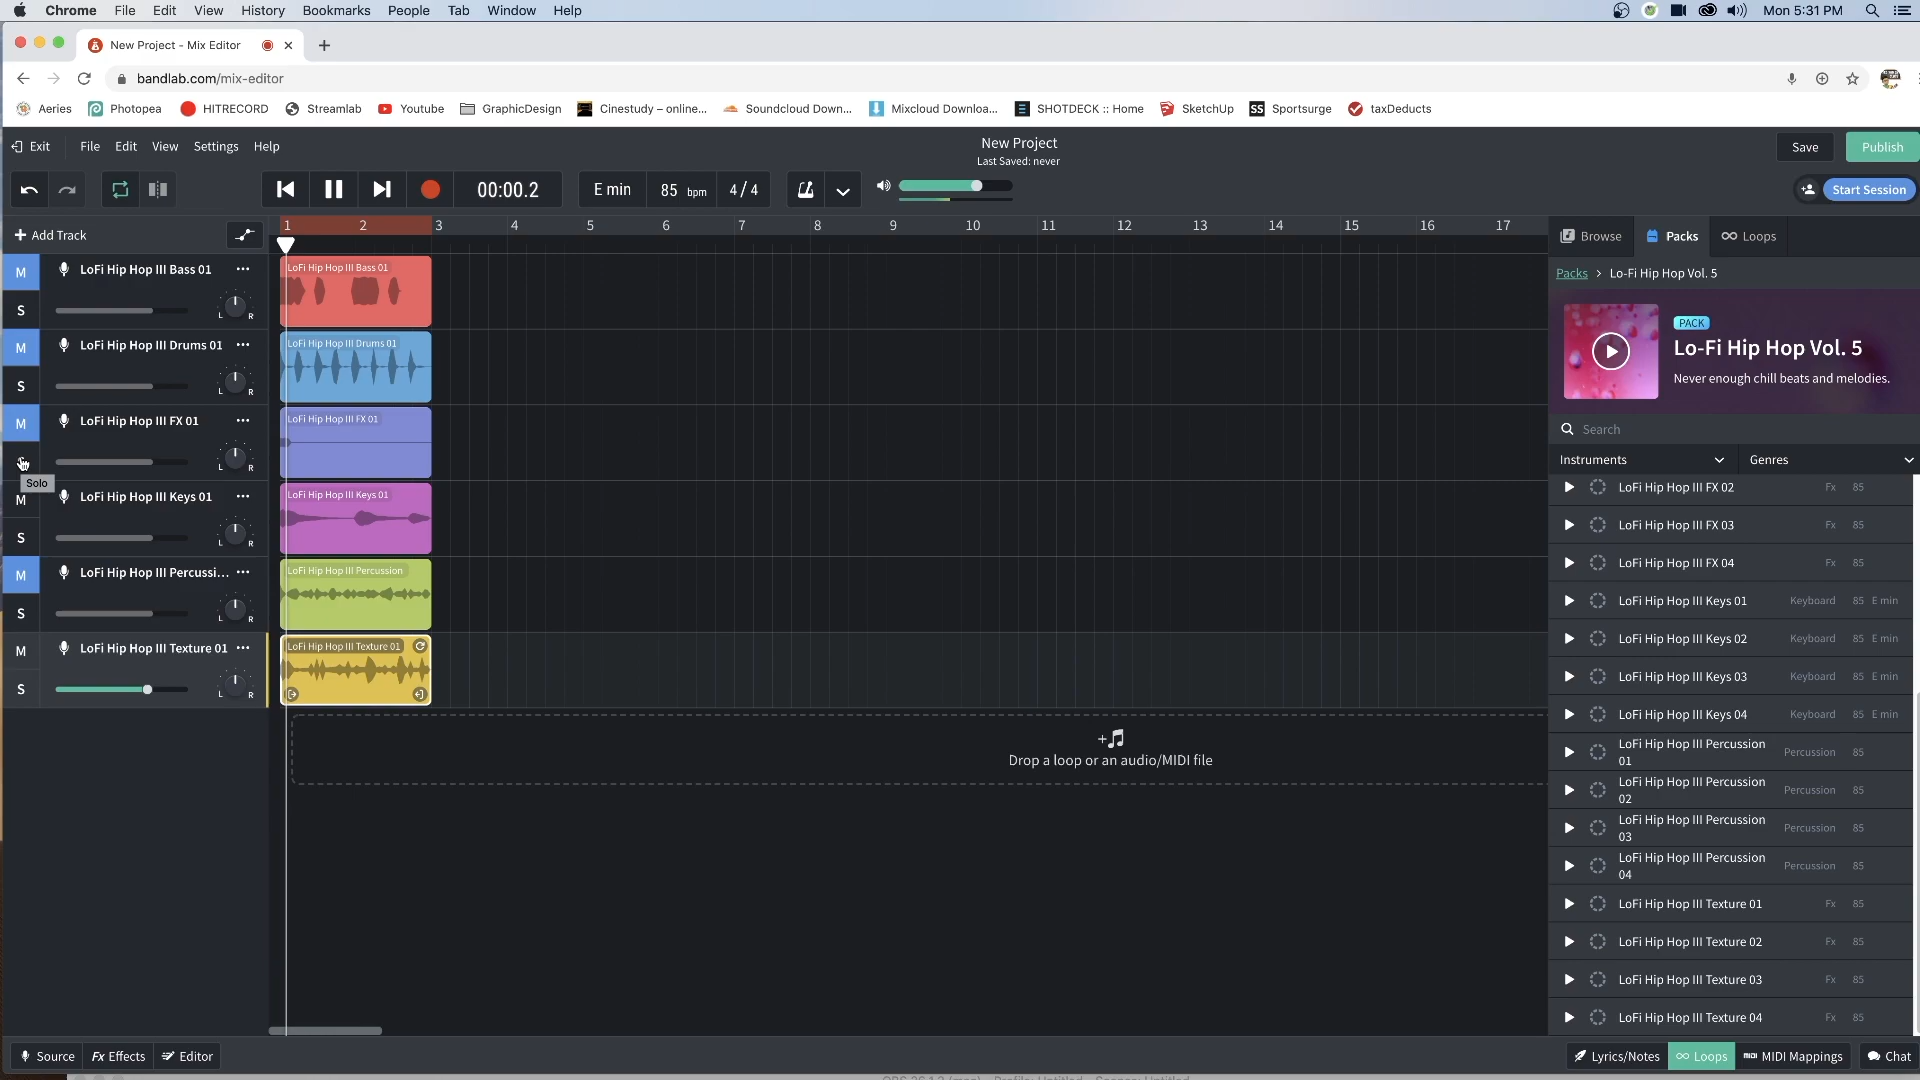 Chrome File Edit View History Bookmarks People Tab Window Help Mon 5:31 PM
New Project - Mix Editor
bandlab.com/mix-editor
Aeries Photopea HITRECORD Streamlab Youtube GraphicDesign Cinestudy – online... Soundcloud Down... Mixcloud Downloa... SHOTDECK :: Home SketchUp SS Sportsurge taxDeducts
Exit File Edit View Settings Help New Project Save Publish
Last Saved: never
00:00.2 E min 85 bpm 4/4 Start Session
+ Add Track 1 2 3 4 5 6 7 8 9 10 11 12 13 14 15 16 17 Browse Packs Loops
Packs > Lo-Fi Hip Hop Vol. 5
M LoFi Hip Hop III Bass 01 ••• LoFi Hip Hop III Bass 01
S L R
M LoFi Hip Hop III Drums 01 ••• LoFi Hip Hop III Drums 01
S L R
M LoFi Hip Hop III FX 01 ••• LoFi Hip Hop III FX 01
L R
Solo
M LoFi Hip Hop III Keys 01 ••• LoFi Hip Hop III Keys 01
S L R
M LoFi Hip Hop III Percussi... ••• LoFi Hip Hop III Percussion
S L R
M LoFi Hip Hop III Texture 01 ••• LoFi Hip Hop III Texture 01
S L R
Drop a loop or an audio/MIDI file
PACK
Lo-Fi Hip Hop Vol. 5
Never enough chill beats and melodies.
Search
Instruments Genres
LoFi Hip Hop III FX 02 Fx 85
LoFi Hip Hop III FX 03 Fx 85
LoFi Hip Hop III FX 04 Fx 85
LoFi Hip Hop III Keys 01 Keyboard 85 E min
LoFi Hip Hop III Keys 02 Keyboard 85 E min
LoFi Hip Hop III Keys 03 Keyboard 85 E min
LoFi Hip Hop III Keys 04 Keyboard 85 E min
LoFi Hip Hop III Percussion
01 Percussion 85
LoFi Hip Hop III Percussion
02 Percussion 85
LoFi Hip Hop III Percussion
03 Percussion 85
LoFi Hip Hop III Percussion
04 Percussion 85
LoFi Hip Hop III Texture 01 Fx 85
LoFi Hip Hop III Texture 02 Fx 85
LoFi Hip Hop III Texture 03 Fx 85
LoFi Hip Hop III Texture 04 Fx 85
Source Fx Effects Editor Lyrics/Notes Loops MIDI Mappings Chat